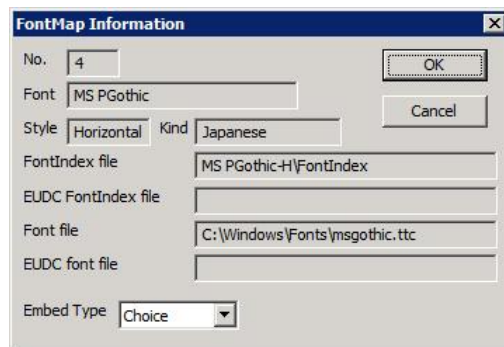 FontMap Information
No. 4
OK
Font MS PGothic
Cancel
Style Horizontal Kind Japanese
FontIndex file MS PGothic-H\FontIndex
EUDC FontIndex file
Font file C:\Windows\Fonts\msgothic.ttc
EUDC font file
Embed Type Choice